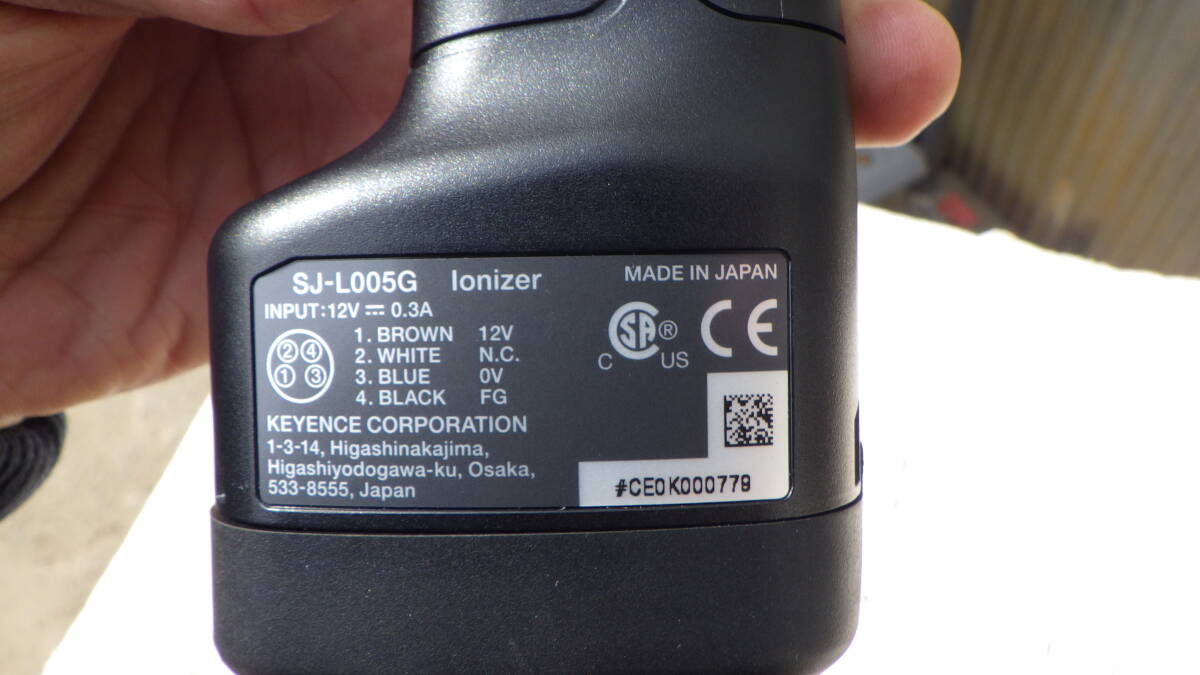 SJ-L005G Ionizer MADE IN JAPAN
INPUT:12V ⎓ 0.3A
② ④
① ③
1. BROWN 12V
2. WHITE N.C.
3. BLUE 0V
4. BLACK FG
C SA ® US CE
KEYENCE CORPORATION
1-3-14, Higashinakajima,
Higashiyodogawa-ku, Osaka,
533-8555, Japan
#CE0K000779